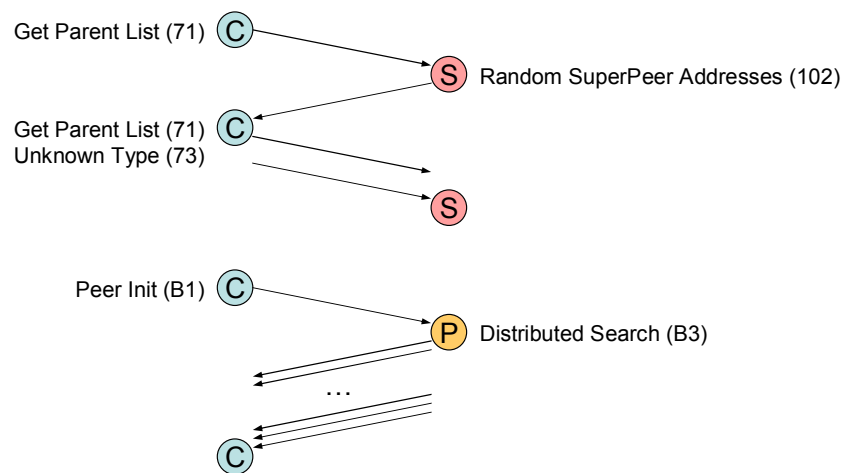 Get Parent List (71) C
S Random SuperPeer Addresses (102)
C
Get Parent List (71)
Unknown Type (73)
S
Peer Init (B1) C
P Distributed Search (B3)
...
C